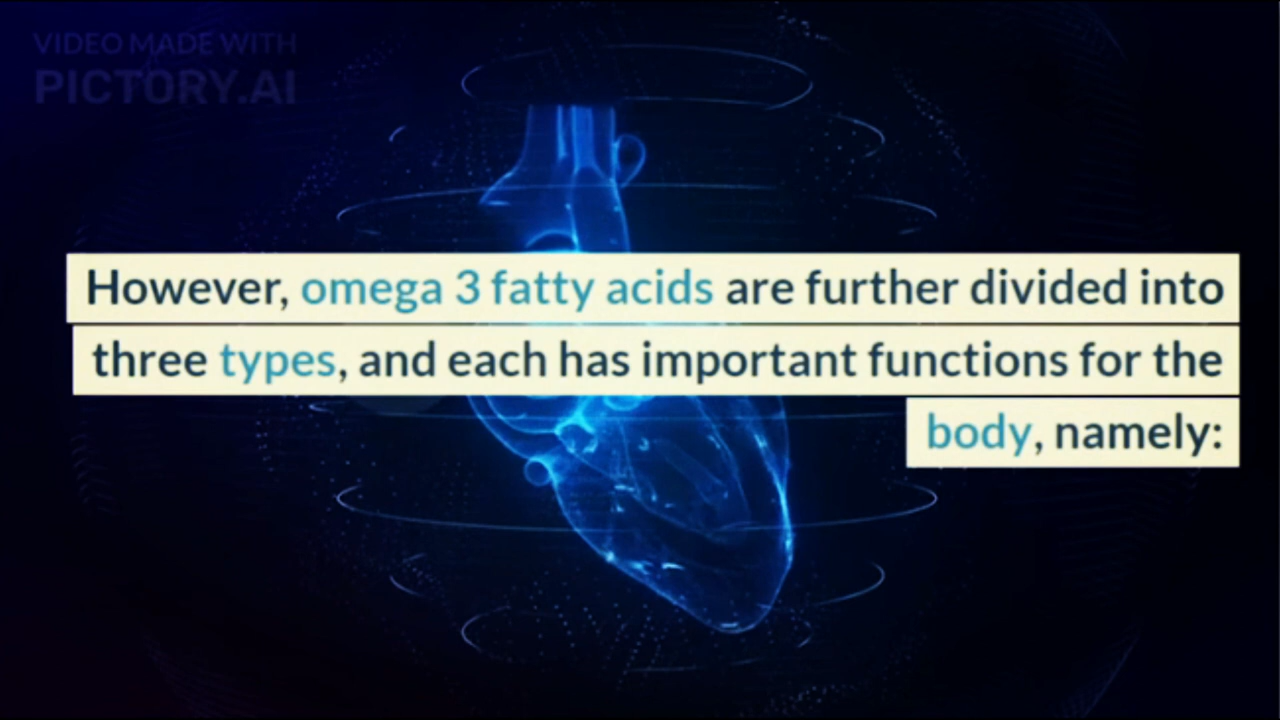 VIDEO MADE WITH
PICTORY.AI
However, omega 3 fatty acids are further divided into
three types, and each has important functions for the
body, namely: